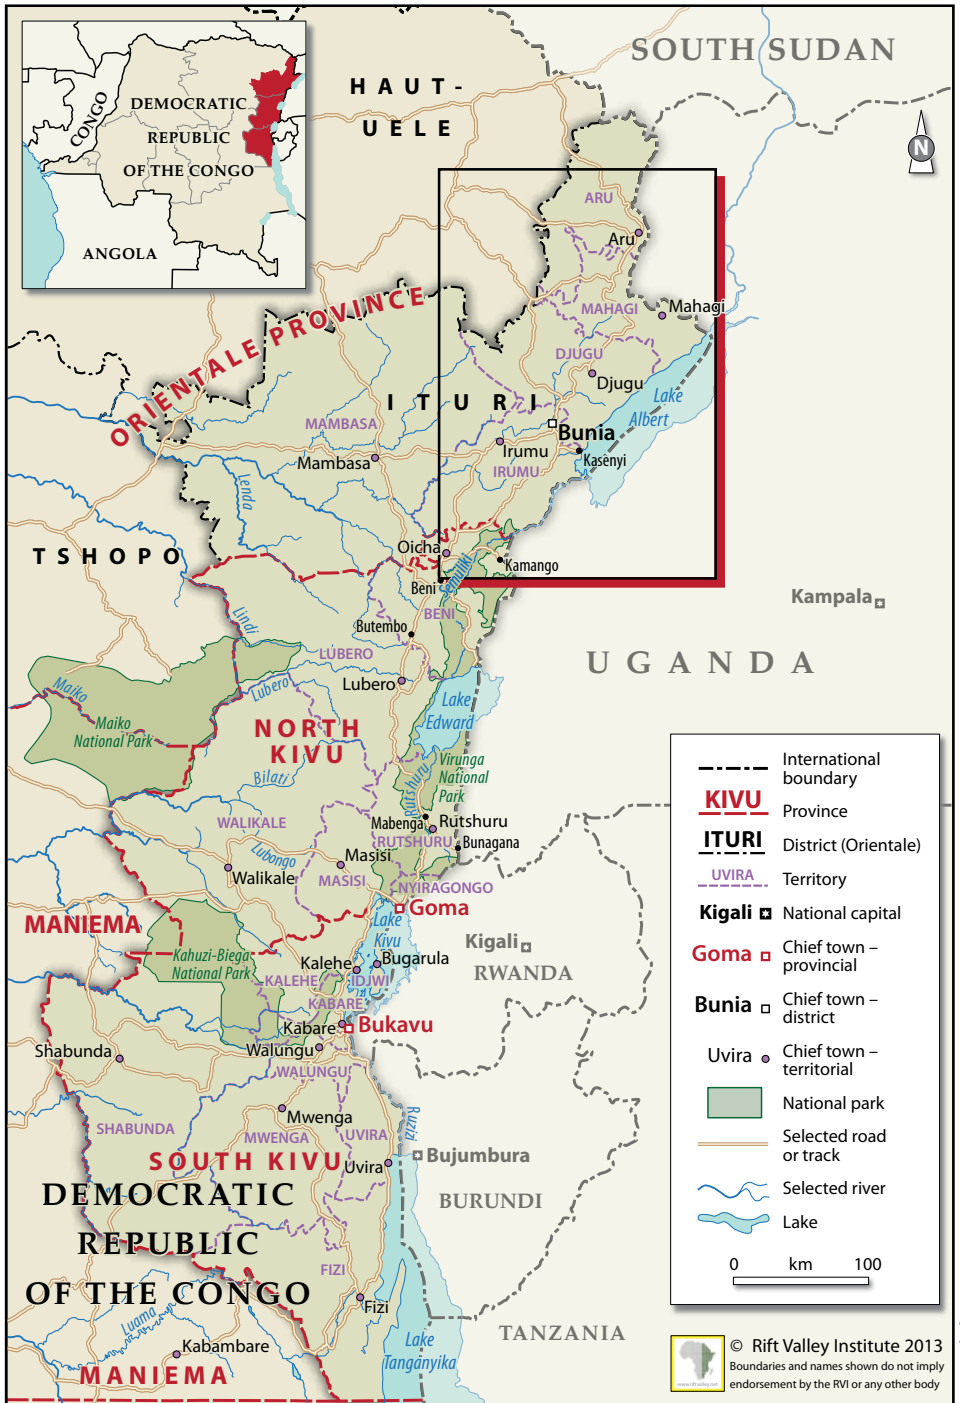 SOUTH SUDAN
HAUT-
UELE
CONGO
DEMOCRATIC
REPUBLIC
OF THE CONGO
ANGOLA
N
ARU
Aru
MAHAGI
Mahagi
ORIENTALE PROVINCE
DJUGU
Djugu
Lake
Albert
ITURI
MAMBASA
Mambasa
Bunia
Irumu
IRUMU
Kasenyi
Lenda
TSHOPO
Oicha
Kamango
Semuliki
Beni
BENI
Kampala
Lindi
Butembo
LUBERO
UGANDA
Lubero
Lubero
Maiko
Maiko
National Park
Lake
Edward
NORTH
KIVU
Bilati
Rutshuru
Virunga
National
Park
WALIKALE
Mabenga
Rutshuru
RUTSHURU
Bunagana
Lubongo
Masisi
Walikale
MASISI
NYIRAGONGO
Goma
MANIEMA
Lake
Kivu
Kigali
Kahuzi-Biega
National Park
Kalehe
Bugarula
RWANDA
KALEHE
IDJWI
KABARE
Kabare
Bukavu
Shabunda
Walungu
WALUNGU
Mwenga
SHABUNDA
MWENGA
UVIRA
Ruzizi
SOUTH KIVU
Uvira
Bujumbura
DEMOCRATIC
REPUBLIC
OF THE CONGO
BURUNDI
FIZI
Fizi
Luama
Kabambare
MANIEMA
Lake
Tanganyika
TANZANIA
International
boundary
KIVU
Province
ITURI
District (Orientale)
UVIRA
Territory
Kigali
National capital
Goma
Chief town –
provincial
Bunia
Chief town –
district
Uvira
Chief town –
territorial
National park
Selected road
or track
Selected river
Lake
0 km 100
© Rift Valley Institute 2013
Boundaries and names shown do not imply
endorsement by the RVI or any other body
www.riftvalley.net